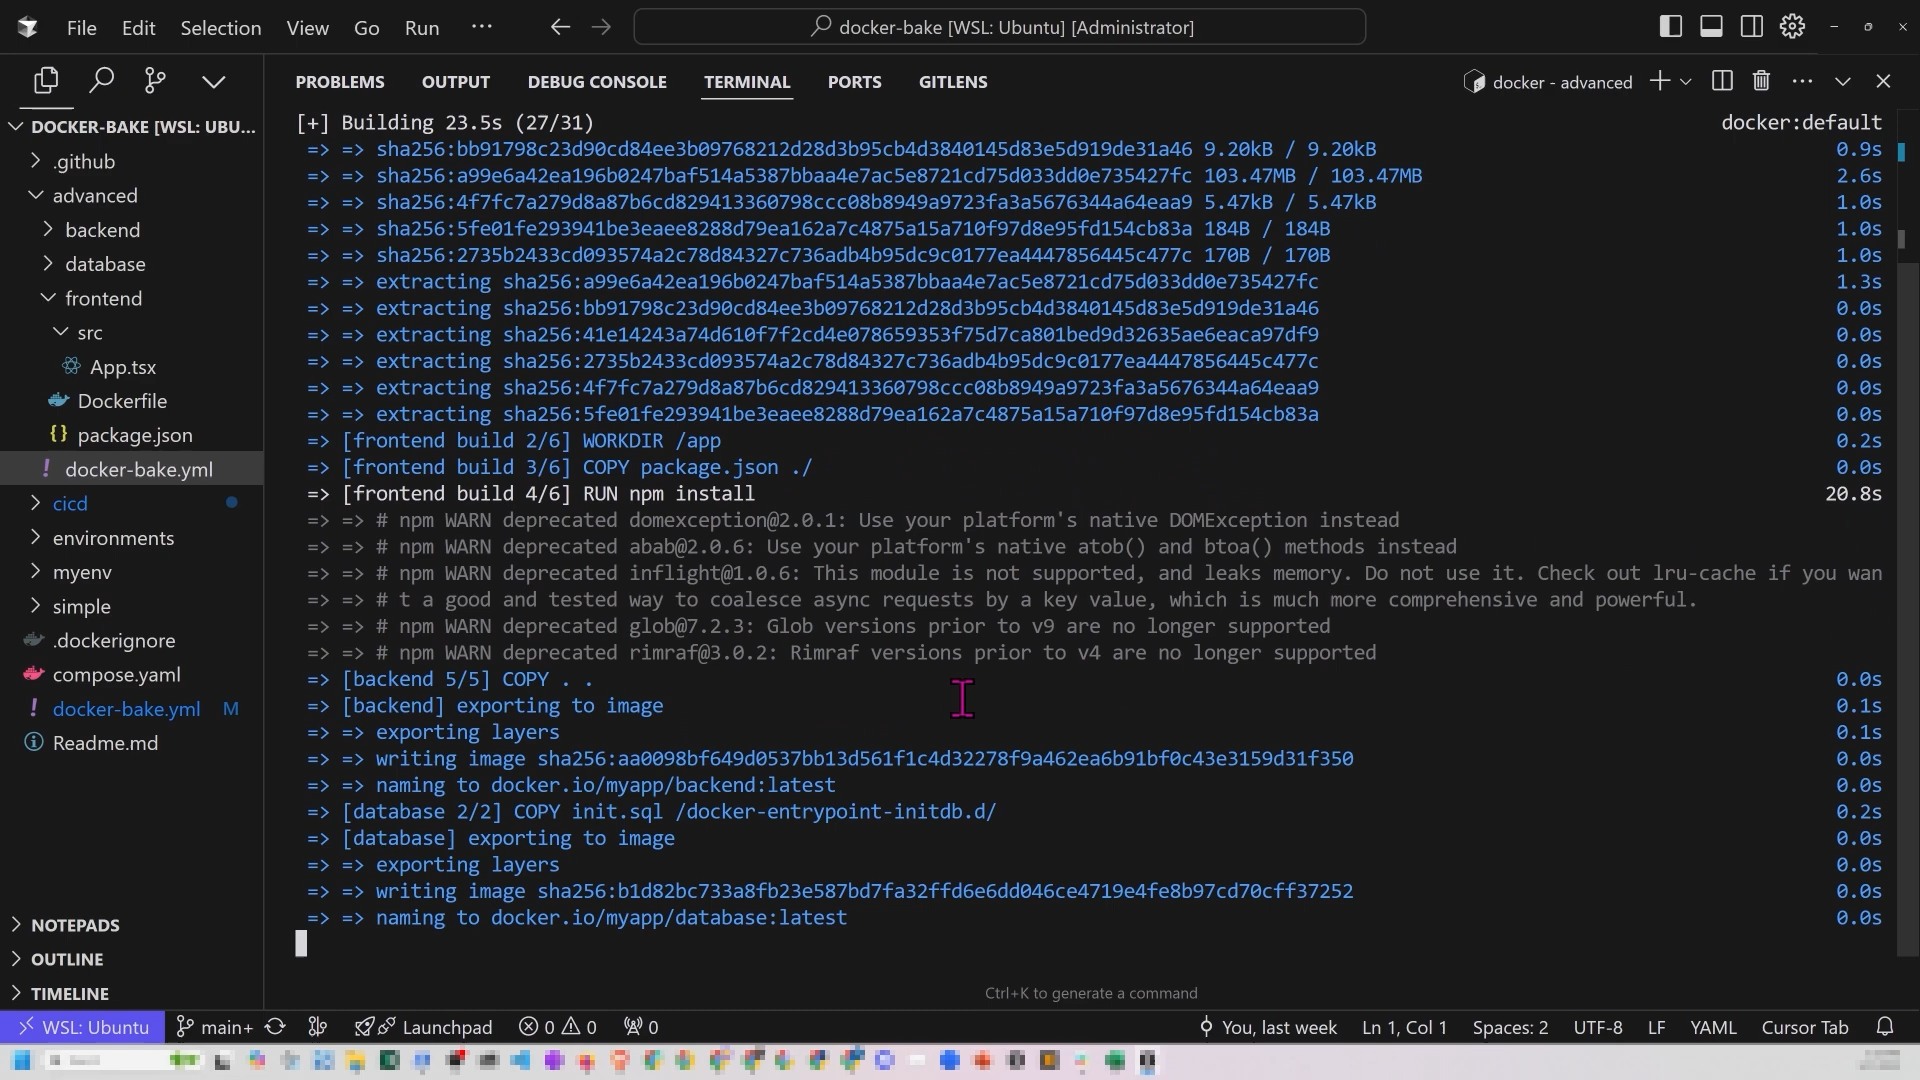 File Edit Selection View Go Run ··· docker-bake [WSL: Ubuntu] [Administrator]
PROBLEMS OUTPUT DEBUG CONSOLE TERMINAL PORTS GITLENS docker - advanced
DOCKER-BAKE [WSL: UBU...
.github
advanced
backend
database
frontend
src
App.tsx
Dockerfile
package.json
docker-bake.yml
cicd
environments
myenv
simple
.dockerignore
compose.yaml
docker-bake.yml M
Readme.md
NOTEPADS
OUTLINE
TIMELINE
[+] Building 23.5s (27/31) docker:default
=> => sha256:bb91798c23d90cd84ee3b09768212d28d3b95cb4d3840145d83e5d919de31a46 9.20kB / 9.20kB 0.9s
=> => sha256:a99e6a42ea196b0247baf514a5387bbaa4e7ac5e8721cd75d033dd0e735427fc 103.47MB / 103.47MB 2.6s
=> => sha256:4f7fc7a279d8a87b6cd829413360798ccc08b8949a9723fa3a5676344a64eaa9 5.47kB / 5.47kB 1.0s
=> => sha256:5fe01fe293941be3eaee8288d79ea162a7c4875a15a710f97d8e95fd154cb83a 184B / 184B 1.0s
=> => sha256:2735b2433cd093574a2c78d84327c736adb4b95dc9c0177ea4447856445c477c 170B / 170B 1.0s
=> => extracting sha256:a99e6a42ea196b0247baf514a5387bbaa4e7ac5e8721cd75d033dd0e735427fc 1.3s
=> => extracting sha256:bb91798c23d90cd84ee3b09768212d28d3b95cb4d3840145d83e5d919de31a46 0.0s
=> => extracting sha256:41e14243a74d610f7f2cd4e078659353f75d7ca801bed9d32635ae6eaca97df9 0.0s
=> => extracting sha256:2735b2433cd093574a2c78d84327c736adb4b95dc9c0177ea4447856445c477c 0.0s
=> => extracting sha256:4f7fc7a279d8a87b6cd829413360798ccc08b8949a9723fa3a5676344a64eaa9 0.0s
=> => extracting sha256:5fe01fe293941be3eaee8288d79ea162a7c4875a15a710f97d8e95fd154cb83a 0.0s
=> [frontend build 2/6] WORKDIR /app 0.2s
=> [frontend build 3/6] COPY package.json ./ 0.0s
=> [frontend build 4/6] RUN npm install 20.8s
=> => # npm WARN deprecated domexception@2.0.1: Use your platform's native DOMException instead
=> => # npm WARN deprecated abab@2.0.6: Use your platform's native atob() and btoa() methods instead
=> => # npm WARN deprecated inflight@1.0.6: This module is not supported, and leaks memory. Do not use it. Check out lru-cache if you wan
=> => # t a good and tested way to coalesce async requests by a key value, which is much more comprehensive and powerful.
=> => # npm WARN deprecated glob@7.2.3: Glob versions prior to v9 are no longer supported
=> => # npm WARN deprecated rimraf@3.0.2: Rimraf versions prior to v4 are no longer supported
=> [backend 5/5] COPY . . 0.0s
=> [backend] exporting to image 0.1s
=> => exporting layers 0.1s
=> => writing image sha256:aa0098bf649d0537bb13d561f1c4d32278f9a462ea6b91bf0c43e3159d31f350 0.0s
=> => naming to docker.io/myapp/backend:latest 0.0s
=> [database 2/2] COPY init.sql /docker-entrypoint-initdb.d/ 0.2s
=> [database] exporting to image 0.0s
=> => exporting layers 0.0s
=> => writing image sha256:b1d82bc733a8fb23e587bd7fa32ffd6e6dd046ce4719e4fe8b97cd70cff37252 0.0s
=> => naming to docker.io/myapp/database:latest 0.0s
Ctrl+K to generate a command
WSL: Ubuntu main+ Launchpad 0 0 0 You, last week Ln 1, Col 1 Spaces: 2 UTF-8 LF YAML Cursor Tab